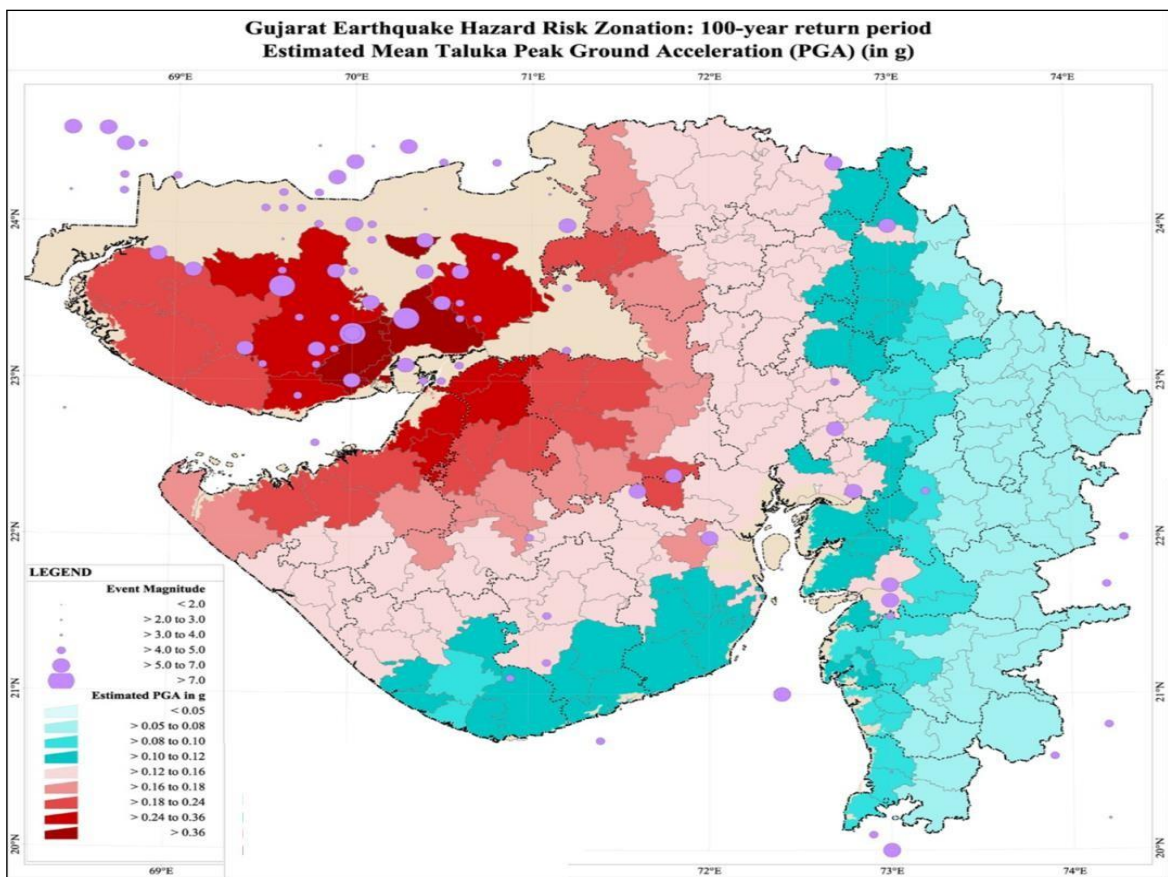 Gujarat Earthquake Hazard Risk Zonation: 100-year return period
Estimated Mean Taluka Peak Ground Acceleration (PGA) (in g)
69°E 70°E 71°E 72°E 73°E 74°E
24°N 24°N
23°N 23°N
22°N 22°N
21°N 21°N
20°N 20°N
LEGEND
Event Magnitude
< 2.0
> 2.0 to 3.0
> 3.0 to 4.0
> 4.0 to 5.0
> 5.0 to 7.0
> 7.0
Estimated PGA in g
< 0.05
> 0.05 to 0.08
> 0.08 to 0.10
> 0.10 to 0.12
> 0.12 to 0.16
> 0.16 to 0.18
> 0.18 to 0.24
> 0.24 to 0.36
> 0.36
69°E 72°E 73°E 74°E